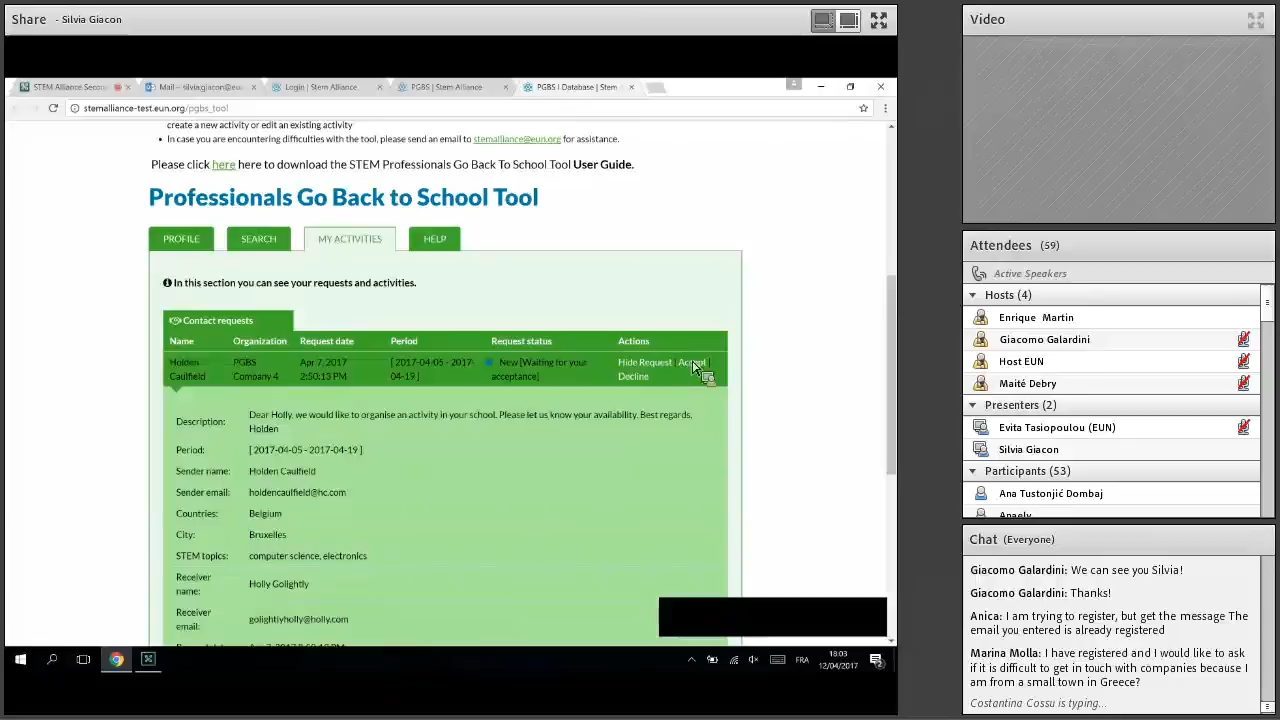 Share - Silvia Giacon
STEM Alliance Secon
Mail – silvia.giacon@eun
Login | Stem Alliance
PGBS | Stem Alliance
PGBS | Database | Stem
stemalliance-test.eun.org/pgbs_tool
create a new activity or edit an existing activity
• In case you are encountering difficulties with the tool, please send an email to stemalliance@eun.org for assistance.
Please click here here to download the STEM Professionals Go Back To School Tool User Guide.
Professionals Go Back to School Tool
PROFILE SEARCH MY ACTIVITIES HELP
In this section you can see your requests and activities.
Contact requests
Name Organization Request date Period Request status Actions
Holden PGBS Apr 7, 2017 [ 2017-04-05 - 2017- New [Waiting for your Hide Request | Accept |
Caulfield Company 4 2:50:13 PM 04-19 ] acceptance] Decline
Description: Dear Holly, we would like to organise an activity in your school. Please let us know your availability. Best regards,
Holden
Period: [ 2017-04-05 - 2017-04-19 ]
Sender name: Holden Caulfield
Sender email: holdencaulfield@hc.com
Countries: Belgium
City: Bruxelles
STEM topics: computer science, electronics
Receiver
name: Holly Golightly
Receiver
email: golightlyholly@holly.com
FRA
18:03
12/04/2017
Video
Attendees (59)
Active Speakers
Hosts (4)
Enrique Martin
Giacomo Galardini
Host EUN
Maité Debry
Presenters (2)
Evita Tasiopoulou (EUN)
Silvia Giacon
Participants (53)
Ana Tustonjić Dombaj
Anaely
Chat (Everyone)
Giacomo Galardini: We can see you Silvia!
Giacomo Galardini: Thanks!
Anica: I am trying to register, but get the message The
email you entered is already registered
Marina Molla: I have registered and I would like to ask
if it is difficult to get in touch with companies because I
am from a small town in Greece?
Costantina Cossu is typing...